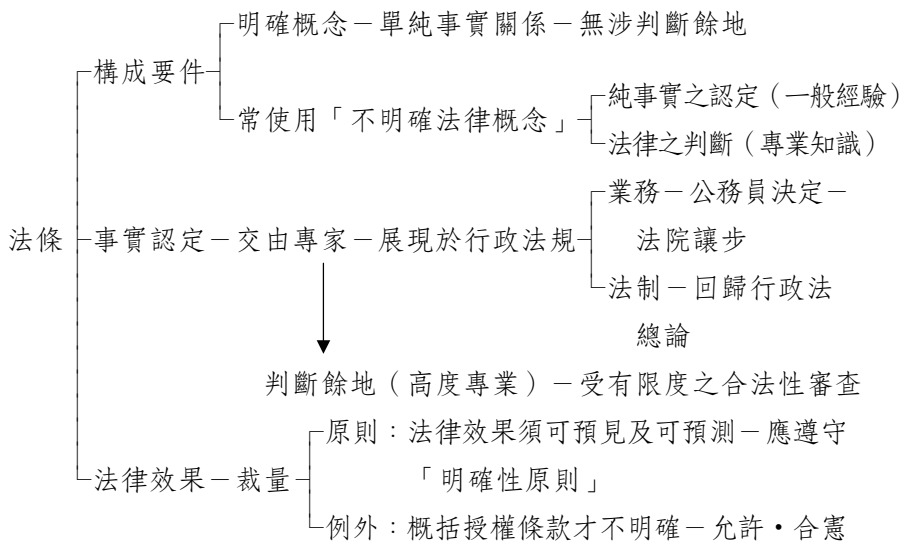 明確概念－單純事實關係－無涉判斷餘地
構成要件
純事實之認定（一般經驗）
常使用「不明確法律概念」
法律之判斷（專業知識）
業務－公務員決定－
法條
事實認定－交由專家－展現於行政法規
法院讓步
法制－回歸行政法
總論
判斷餘地（高度專業）－受有限度之合法性審查
原則：法律效果須可預見及可預測－應遵守
法律效果－裁量
「明確性原則」
例外：概括授權條款才不明確－允許・合憲